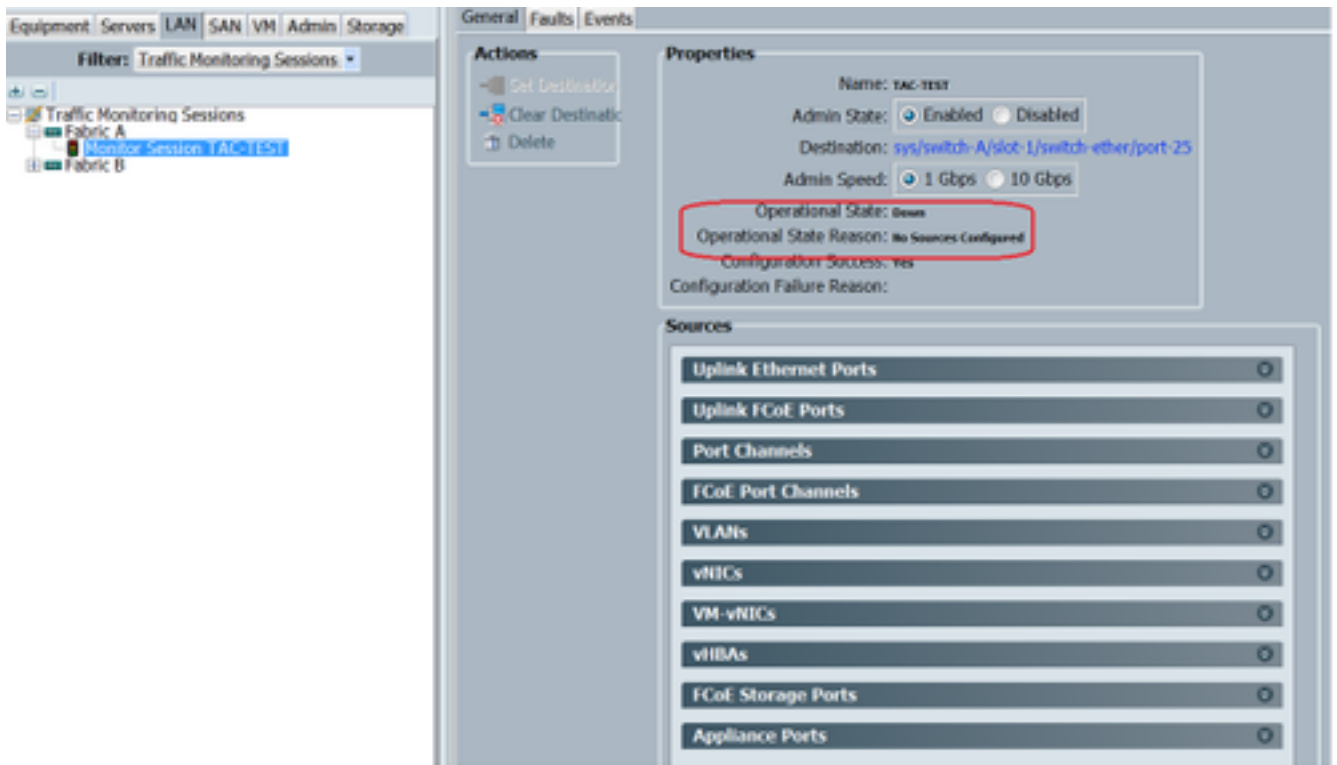 Equipment Servers LAN SAN VM Admin Storage
Filter: Traffic Monitoring Sessions
Traffic Monitoring Sessions
Fabric A
Monitor Session TAC-TEST
Fabric B
General Faults Events
Actions
Set Destination
Clear Destinatic
Delete
Properties
Name: TAC-TEST
Admin State: Enabled Disabled
Destination: sys/switch-A/slot-1/switch-ether/port-25
Admin Speed: 1 Gbps 10 Gbps
Operational State: Down
Operational State Reason: No Sources Configured
Configuration Success: Yes
Configuration Failure Reason:
Sources
Uplink Ethernet Ports
Uplink FCoE Ports
Port Channels
FCoE Port Channels
VLANs
vNICs
VM-vNICs
vHBAs
FCoE Storage Ports
Appliance Ports